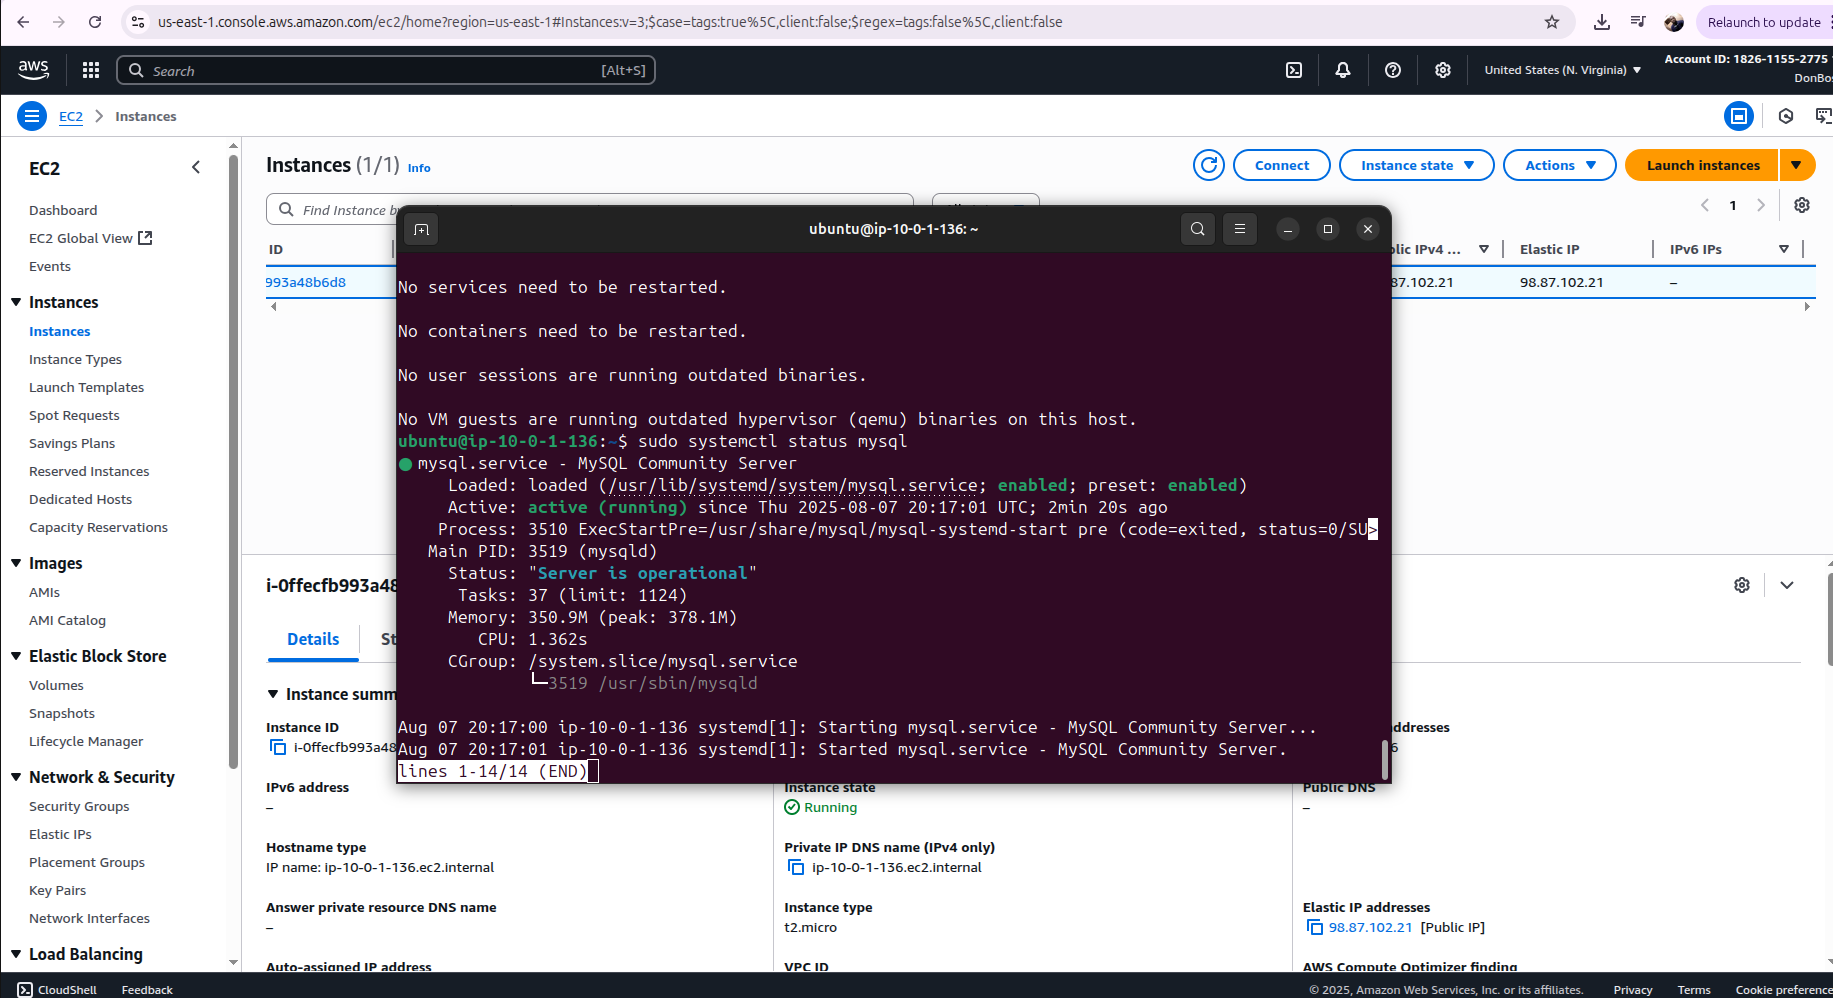 us-east-1.console.aws.amazon.com/ec2/home?region=us-east-1#Instances:v=3;$case=tags:true%5C,client:false;$regex=tags:false%5C,client:false
Relaunch to update
aws
Search
[Alt+S]
United States (N. Virginia)
Account ID: 1826-1155-2775
EC2
Instances
EC2
Dashboard
EC2 Global View
Events
Instances
Instances
Instance Types
Launch Templates
Spot Requests
Savings Plans
Reserved Instances
Dedicated Hosts
Capacity Reservations
Images
AMIs
AMI Catalog
Elastic Block Store
Volumes
Snapshots
Lifecycle Manager
Network & Security
Security Groups
Elastic IPs
Placement Groups
Key Pairs
Network Interfaces
Load Balancing
Instances (1/1) Info
Connect
Instance state
Actions
Launch instances
Find Instance
1
ID
IPv4 ...
Elastic IP
IPv6 IPs
993a48b6d8
87.102.21
98.87.102.21
–
ubuntu@ip-10-0-1-136: ~
No services need to be restarted.
No containers need to be restarted.
No user sessions are running outdated binaries.
No VM guests are running outdated hypervisor (qemu) binaries on this host.
ubuntu@ip-10-0-1-136:~$ sudo systemctl status mysql
● mysql.service - MySQL Community Server
Loaded: loaded (/usr/lib/systemd/system/mysql.service; enabled; preset: enabled)
Active: active (running) since Thu 2025-08-07 20:17:01 UTC; 2min 20s ago
Process: 3510 ExecStartPre=/usr/share/mysql/mysql-systemd-start pre (code=exited, status=0/SU>
Main PID: 3519 (mysqld)
Status: "Server is operational"
Tasks: 37 (limit: 1124)
Memory: 350.9M (peak: 378.1M)
CPU: 1.362s
CGroup: /system.slice/mysql.service
└─3519 /usr/sbin/mysqld
Aug 07 20:17:00 ip-10-0-1-136 systemd[1]: Starting mysql.service - MySQL Community Server...
Aug 07 20:17:01 ip-10-0-1-136 systemd[1]: Started mysql.service - MySQL Community Server.
lines 1-14/14 (END)
i-0ffecfb993a48
Details
Instance summ
Instance ID
i-0ffecfb993a48
addresses
IPv6 address
–
Instance state
Running
Public DNS
–
Hostname type
IP name: ip-10-0-1-136.ec2.internal
Private IP DNS name (IPv4 only)
ip-10-0-1-136.ec2.internal
Answer private resource DNS name
–
Instance type
t2.micro
Elastic IP addresses
98.87.102.21 [Public IP]
Auto-assigned IP address
VPC ID
AWS Compute Optimizer finding
CloudShell
Feedback
© 2025, Amazon Web Services, Inc. or its affiliates.
Privacy
Terms
Cookie preference